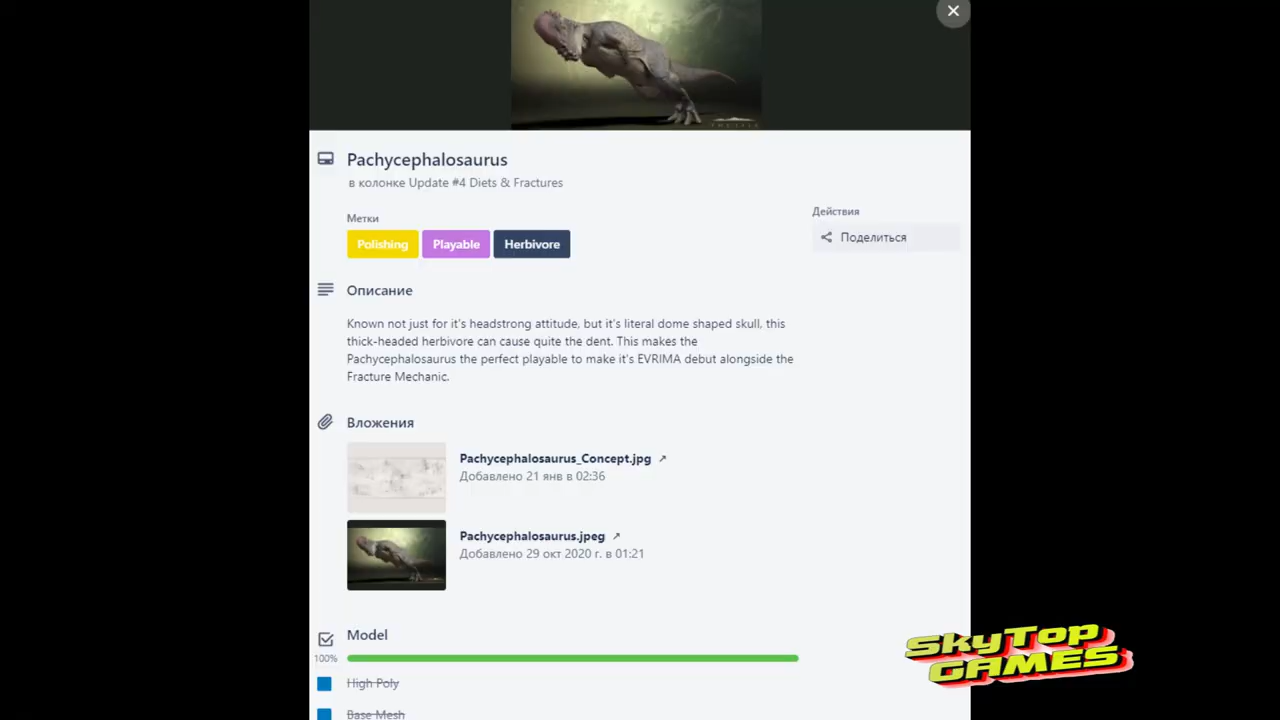 Pachycephalosaurus
в колонке Update #4 Diets & Fractures
Метки
Polishing Playable Herbivore
Действия
Поделиться
Описание
Known not just for it's headstrong attitude, but it's literal dome shaped skull, this
thick-headed herbivore can cause quite the dent. This makes the
Pachycephalosaurus the perfect playable to make it's EVRIMA debut alongside the
Fracture Mechanic.
Вложения
Pachycephalosaurus_Concept.jpg
Добавлено 21 янв в 02:36
Pachycephalosaurus.jpeg
Добавлено 29 окт 2020 г. в 01:21
Model
100%
High Poly
Base Mesh
SkyTop
GAMES